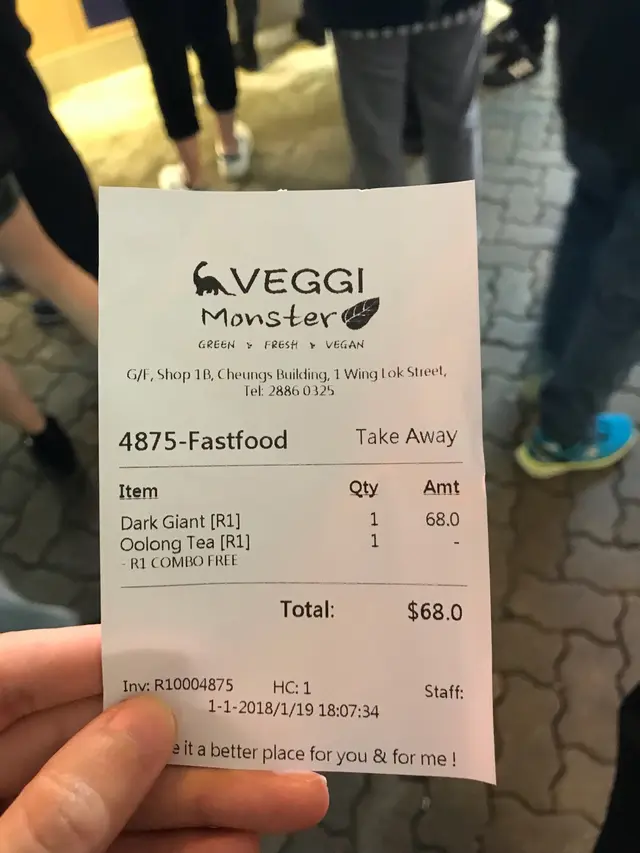 VEGGI
Monster
GREEN & FRESH & VEGAN
G/F, Shop 1B, Cheungs Building, 1 Wing Lok Street,
Tel: 2886 0325
4875-Fastfood Take Away
Item Qty Amt
Dark Giant [R1] 1 68.0
Oolong Tea [R1] 1 -
- R1 COMBO FREE
Total: $68.0
Inv: R10004875 HC: 1 Staff:
1-1-2018/1/19 18:07:34
it a better place for you & for me !